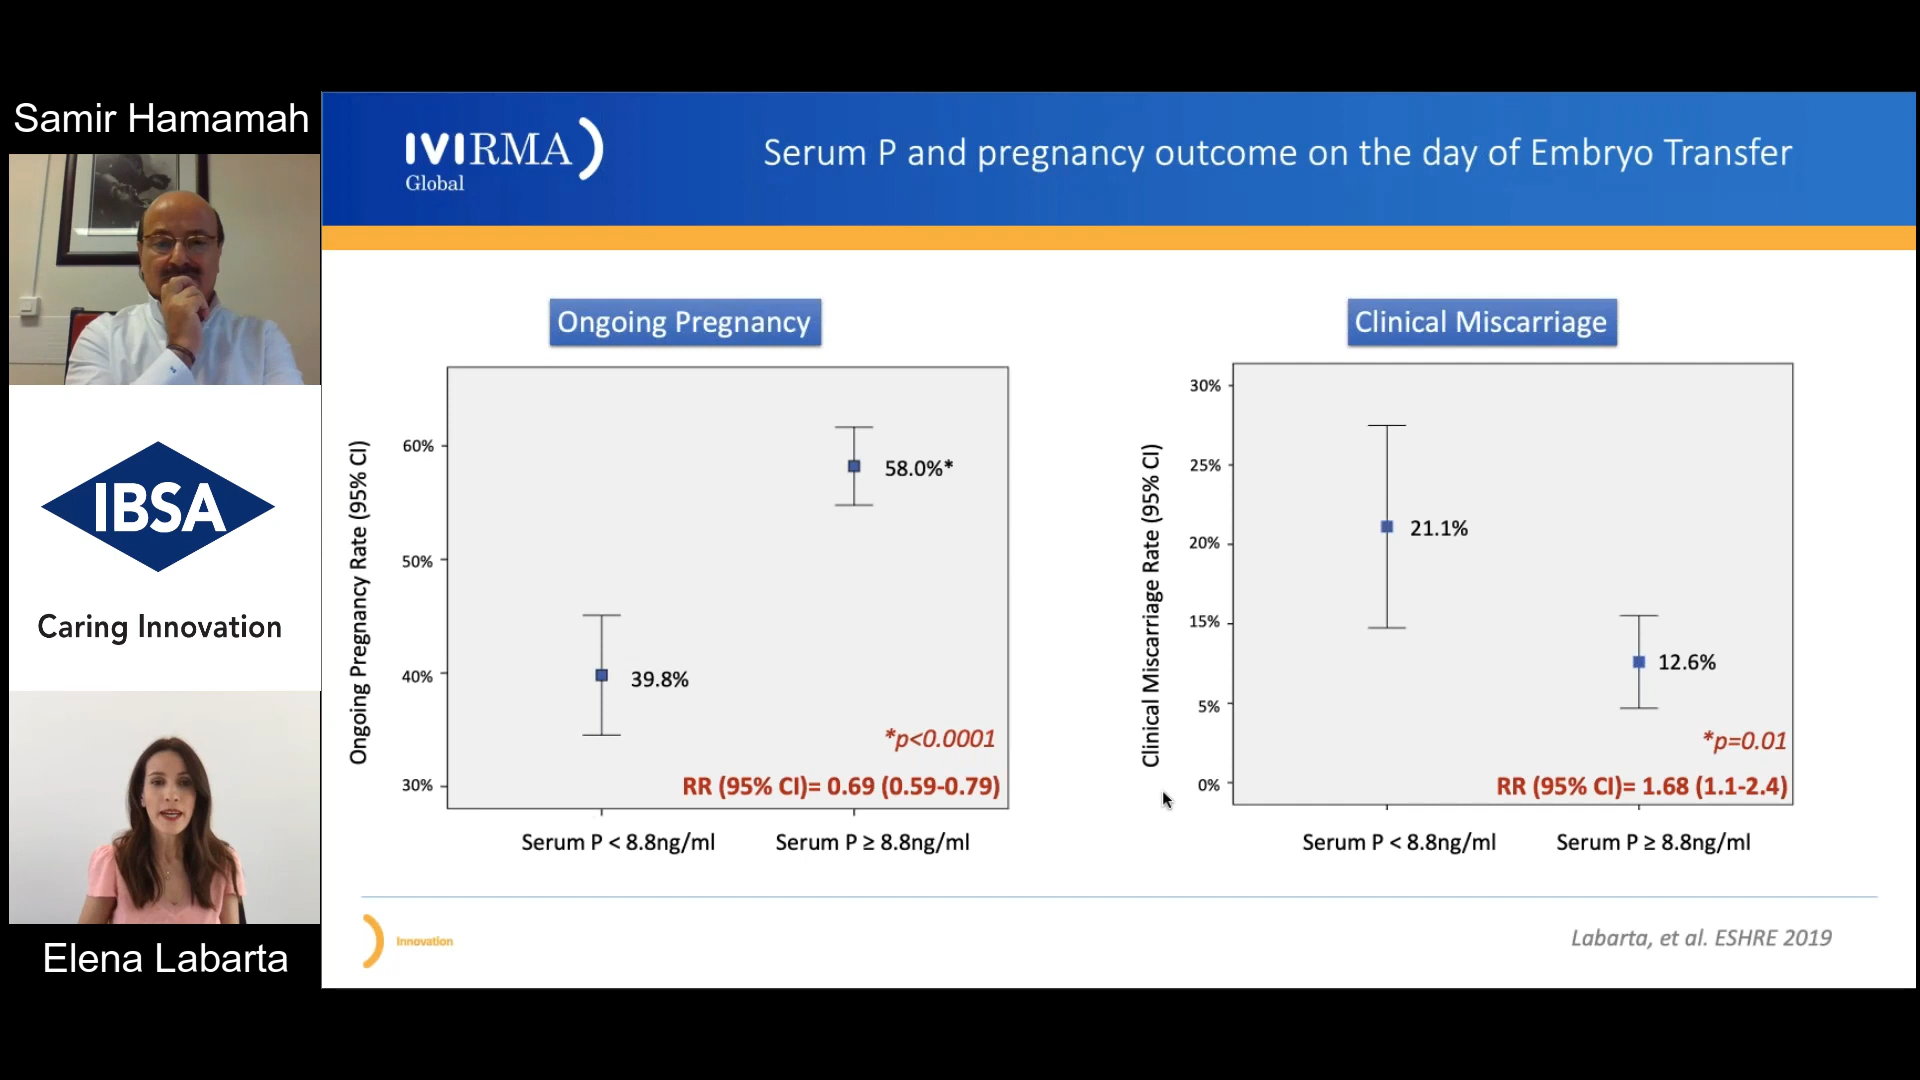 Samir Hamamah
IBSA
Caring Innovation
Elena Labarta
IVIRMA
Global
Serum P and pregnancy outcome on the day of Embryo Transfer
Ongoing Pregnancy
Ongoing Pregnancy Rate (95% CI)
60%
50%
40%
30%
58.0%*
39.8%
*p<0.0001
RR (95% CI)= 0.69 (0.59-0.79)
Serum P < 8.8ng/ml
Serum P ≥ 8.8ng/ml
Clinical Miscarriage
Clinical Miscarriage Rate (95% CI)
30%
25%
20%
15%
5%
0%
21.1%
12.6%
*p=0.01
RR (95% CI)= 1.68 (1.1-2.4)
Serum P < 8.8ng/ml
Serum P ≥ 8.8ng/ml
Innovation
Labarta, et al. ESHRE 2019